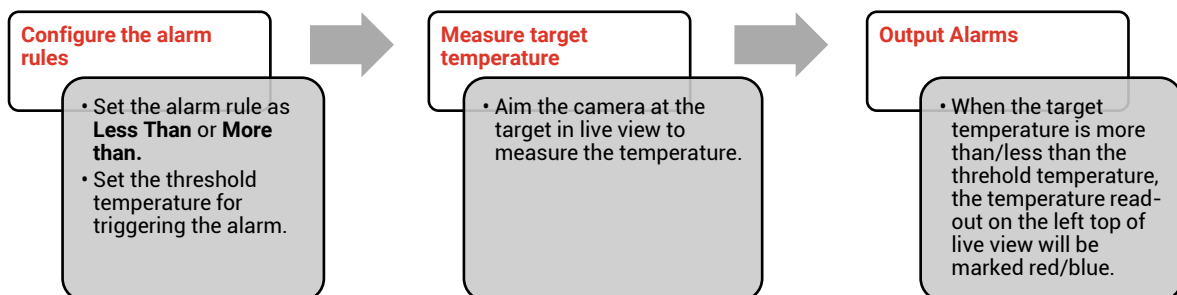 Configure the alarm
rules
• Set the alarm rule as
Less Than or More
than.
• Set the threshold
temperature for
triggering the alarm.
Measure target
temperature
• Aim the camera at the
target in live view to
measure the temperature.
Output Alarms
• When the target
temperature is more
than/less than the
threhold temperature,
the temperature read-
out on the left top of
live view will be
marked red/blue.